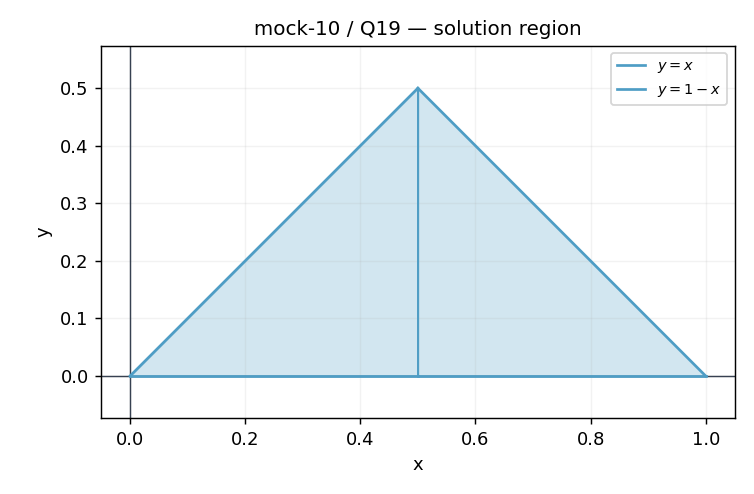 mock-10 / Q19 — solution region
y = x
y = 1 − x
0.5
0.4
0.3
0.2
0.1
0.0
y
0.0 0.2 0.4 0.6 0.8 1.0
x